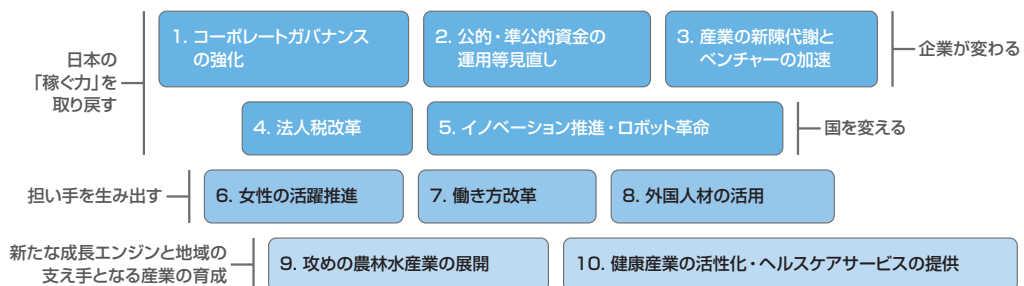 日本の
「稼ぐ力」を
取り戻す
1. コーポレートガバナンス
の強化
2. 公的・準公的資金の
運用等見直し
3. 産業の新陳代謝と
ベンチャーの加速
企業が変わる
4. 法人税改革
5. イノベーション推進・ロボット革命
国を変える
担い手を生み出す
6. 女性の活躍推進
7. 働き方改革
8. 外国人材の活用
新たな成長エンジンと地域の
支え手となる産業の育成
9. 攻めの農林水産業の展開
10. 健康産業の活性化・ヘルスケアサービスの提供